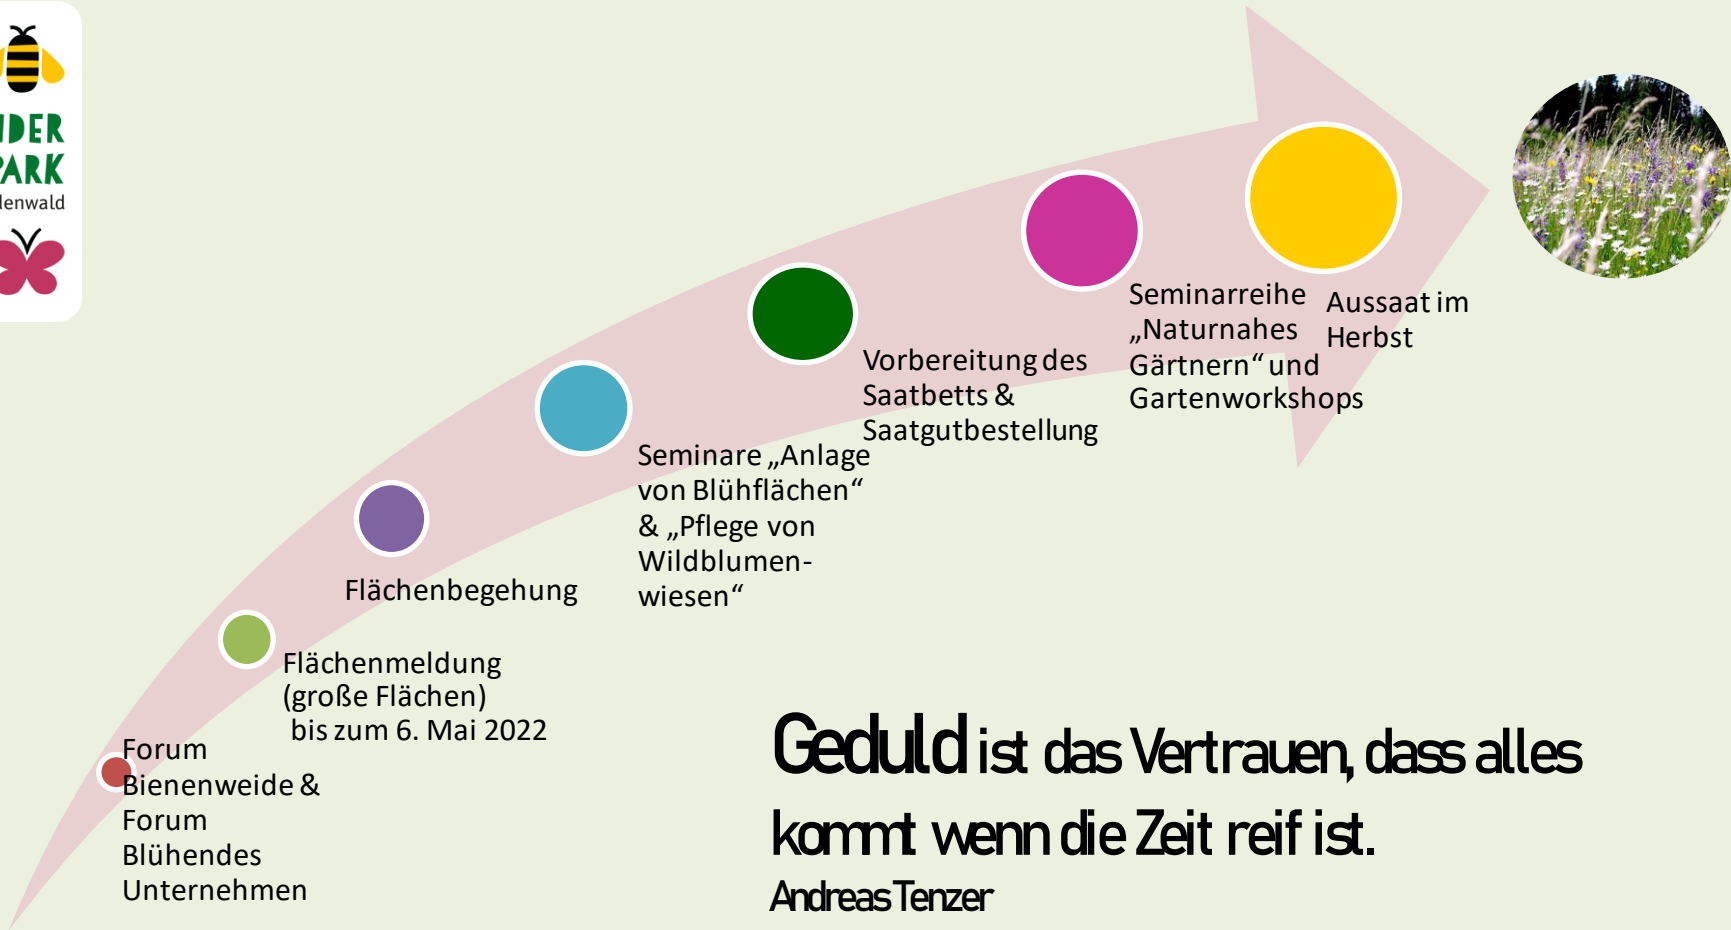 NDER
PARK
denwald
Forum
Bienenweide &
Forum
Blühendes
Unternehmen
Flächenmeldung
(große Flächen)
bis zum 6. Mai 2022
Flächenbegehung
Seminare „Anlage
von Blühflächen“
& „Pflege von
Wildblumen-
wiesen“
Vorbereitung des
Saatbetts &
Saatgutbestellung
Seminarreihe
„Naturnahes
Gärtnern“ und
Gartenworkshops
Aussaat im
Herbst
Geduld ist das Vertrauen, dass alles
kommt wenn die Zeit reif ist.
Andreas Tenzer